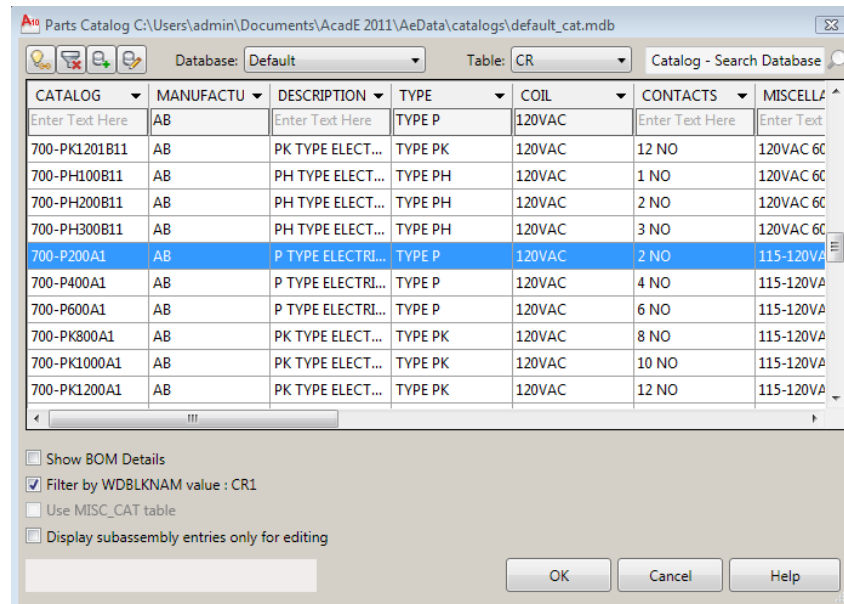 A10 Parts Catalog C:\Users\admin\Documents\AcadE 2011\AeData\catalogs\default_cat.mdb
Database: Default Table: CR Catalog - Search Database
CATALOG MANUFACTU DESCRIPTION TYPE COIL CONTACTS MISCELLA
Enter Text Here AB Enter Text Here TYPE P 120VAC Enter Text Here Enter Text
700-PK1201B11 AB PK TYPE ELECT... TYPE PK 120VAC 12 NO 120VAC 60
700-PH100B11 AB PH TYPE ELECT... TYPE PH 120VAC 1 NO 120VAC 60
700-PH200B11 AB PH TYPE ELECT... TYPE PH 120VAC 2 NO 120VAC 60
700-PH300B11 AB PH TYPE ELECT... TYPE PH 120VAC 3 NO 120VAC 60
700-P200A1 AB P TYPE ELECTRI... TYPE P 120VAC 2 NO 115-120VA
700-P400A1 AB P TYPE ELECTRI... TYPE P 120VAC 4 NO 115-120VA
700-P600A1 AB P TYPE ELECTRI... TYPE P 120VAC 6 NO 115-120VA
700-PK800A1 AB PK TYPE ELECT... TYPE PK 120VAC 8 NO 115-120VA
700-PK1000A1 AB PK TYPE ELECT... TYPE PK 120VAC 10 NO 115-120VA
700-PK1200A1 AB PK TYPE ELECT... TYPE PK 120VAC 12 NO 115-120VA
Show BOM Details
Filter by WDBLKNAM value : CR1
Use MISC_CAT table
Display subassembly entries only for editing
OK Cancel Help